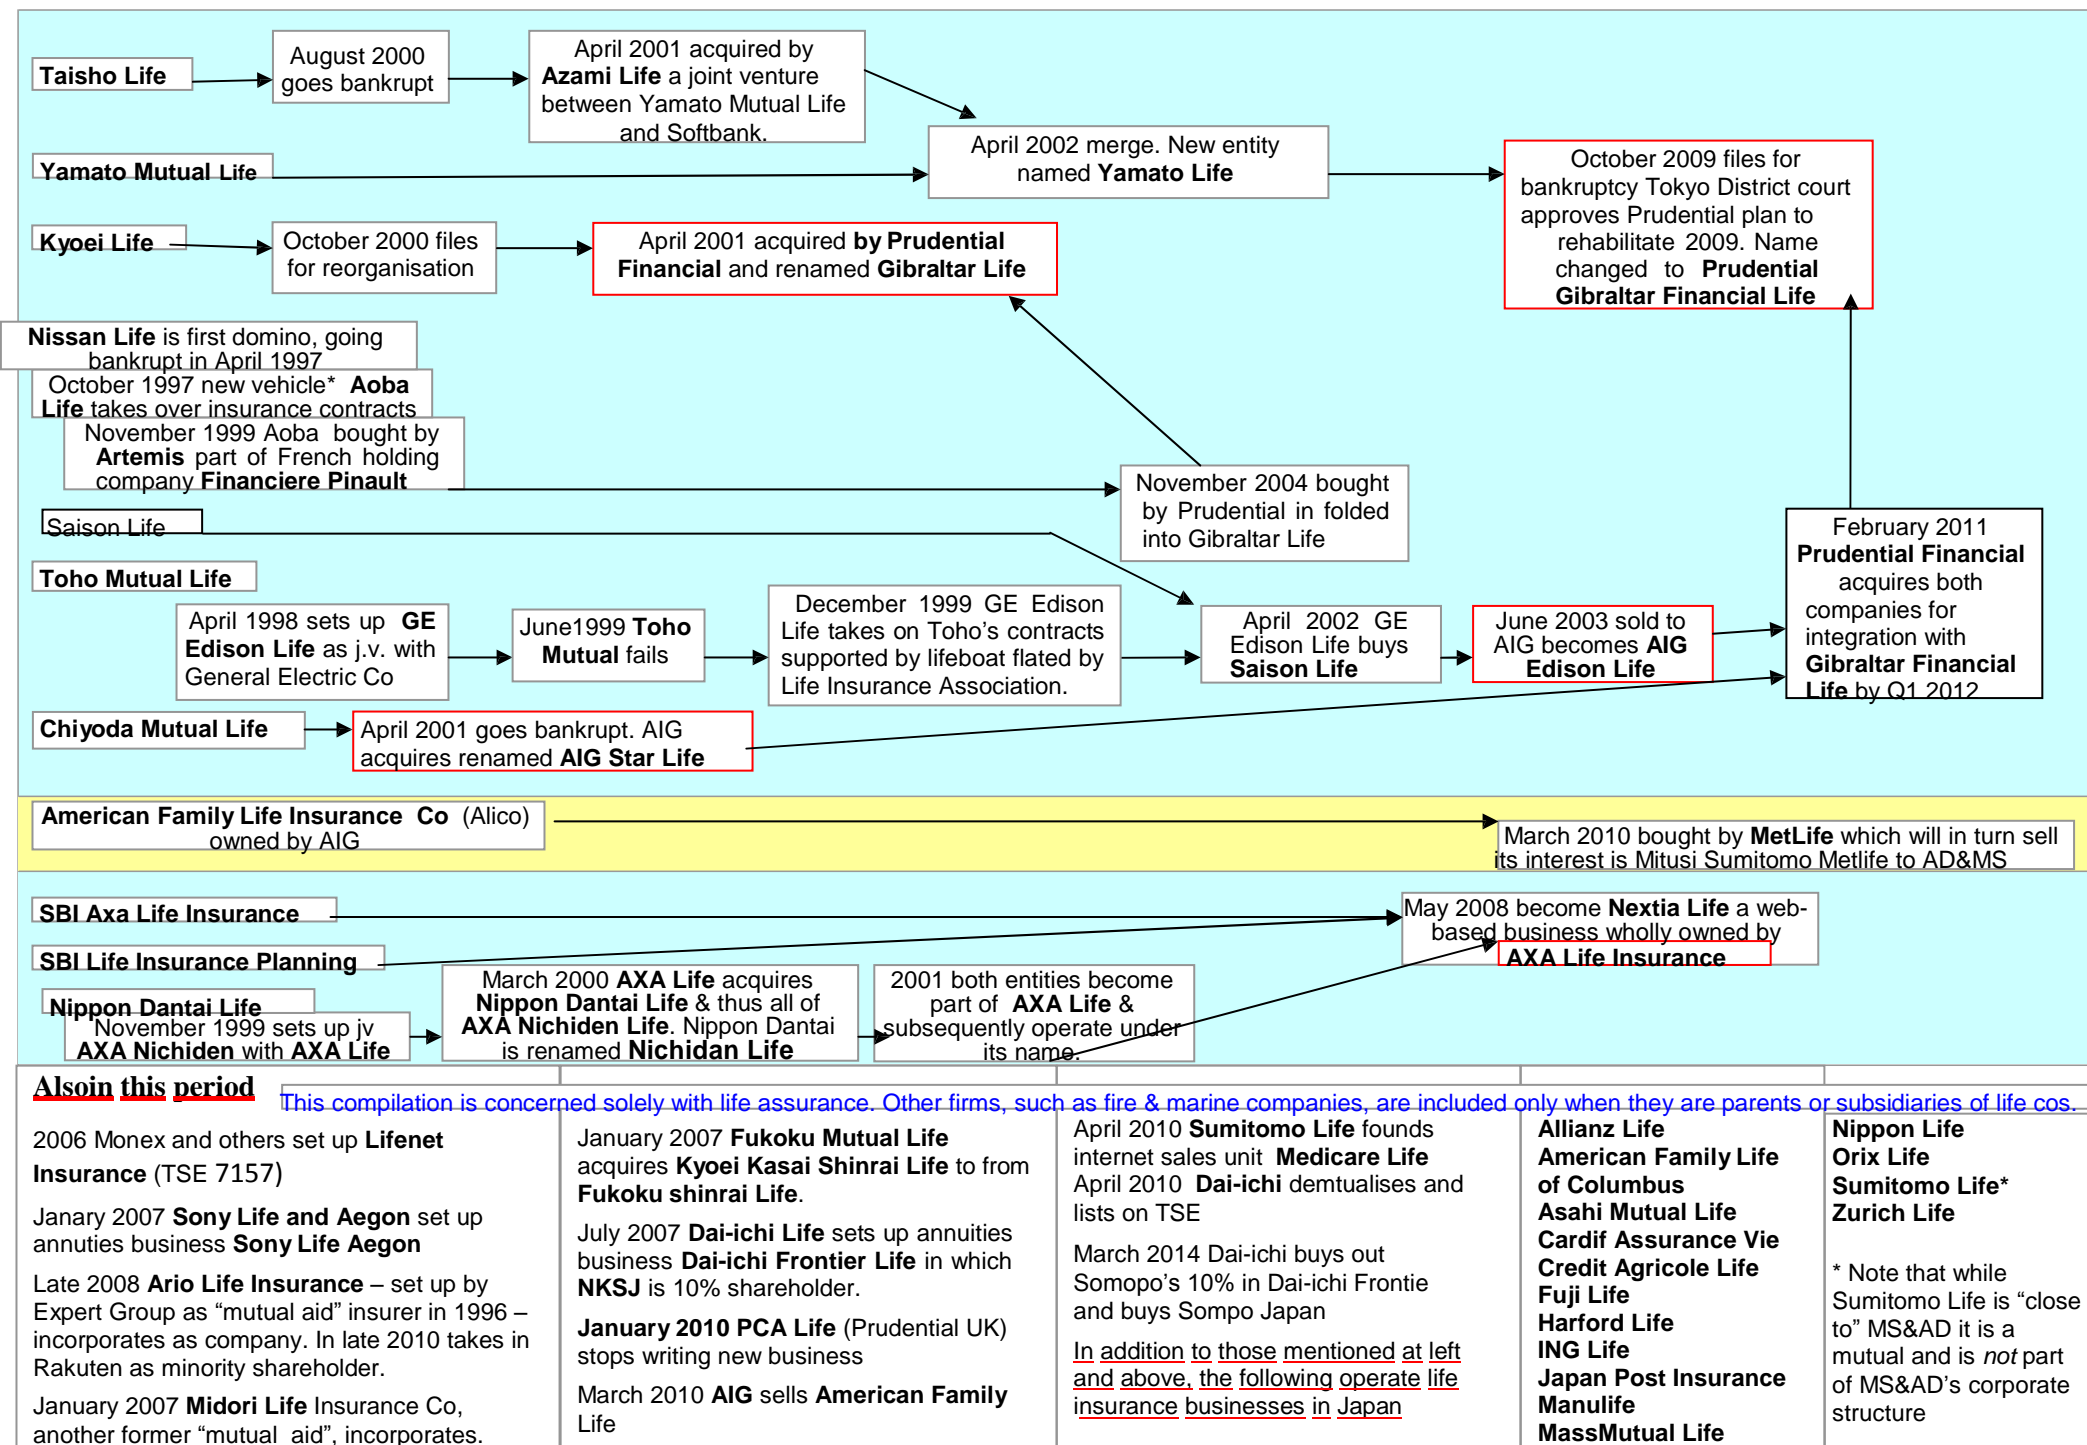 Taisho Life
August 2000
goes bankrupt
April 2001 acquired by
Azami Life a joint venture
between Yamato Mutual Life
and Softbank.
Yamato Mutual Life
April 2002 merge. New entity
named Yamato Life
October 2009 files for
bankruptcy Tokyo District court
approves Prudential plan to
rehabilitate 2009. Name
changed to Prudential
Gibraltar Financial Life
Kyoei Life
October 2000 files
for reorganisation
April 2001 acquired by Prudential
Financial and renamed Gibraltar Life
Nissan Life is first domino, going
bankrupt in April 1997
October 1997 new vehicle* Aoba
Life takes over insurance contracts
November 1999 Aoba bought by
Artemis part of French holding
company Financiere Pinault
November 2004 bought
by Prudential in folded
into Gibraltar Life
Saison Life
Toho Mutual Life
April 1998 sets up GE
Edison Life as j.v. with
General Electric Co
June1999 Toho
Mutual fails
December 1999 GE Edison
Life takes on Toho's contracts
supported by lifeboat flated by
Life Insurance Association.
April 2002 GE
Edison Life buys
Saison Life
June 2003 sold to
AIG becomes AIG
Edison Life
February 2011
Prudential Financial
acquires both
companies for
integration with
Gibraltar Financial
Life by Q1 2012
Chiyoda Mutual Life
April 2001 goes bankrupt. AIG
acquires renamed AIG Star Life
American Family Life Insurance Co (Alico)
owned by AIG
March 2010 bought by MetLife which will in turn sell
its interest is Mitusi Sumitomo Metlife to AD&MS
SBI Axa Life Insurance
SBI Life Insurance Planning
May 2008 become Nextia Life a web-
based business wholly owned by
AXA Life Insurance
Nippon Dantai Life
November 1999 sets up jv
AXA Nichiden with AXA Life
March 2000 AXA Life acquires
Nippon Dantai Life & thus all of
AXA Nichiden Life. Nippon Dantai
is renamed Nichidan Life
2001 both entities become
part of AXA Life &
subsequently operate under
its name.
Alsoin this period
This compilation is concerned solely with life assurance. Other firms, such as fire & marine companies, are included only when they are parents or subsidiaries of life cos.
2006 Monex and others set up Lifenet
Insurance (TSE 7157)
Janary 2007 Sony Life and Aegon set up
annuties business Sony Life Aegon
Late 2008 Ario Life Insurance – set up by
Expert Group as “mutual aid” insurer in 1996 –
incorporates as company. In late 2010 takes in
Rakuten as minority shareholder.
January 2007 Midori Life Insurance Co,
another former “mutual aid”, incorporates.
January 2007 Fukoku Mutual Life
acquires Kyoei Kasai Shinrai Life to from
Fukoku shinrai Life.
July 2007 Dai-ichi Life sets up annuities
business Dai-ichi Frontier Life in which
NKSJ is 10% shareholder.
January 2010 PCA Life (Prudential UK)
stops writing new business
March 2010 AIG sells American Family
Life
April 2010 Sumitomo Life founds
internet sales unit Medicare Life
April 2010 Dai-ichi demtualises and
lists on TSE
March 2014 Dai-ichi buys out
Somopo's 10% in Dai-ichi Frontie
and buys Sompo Japan
In addition to those mentioned at left
and above, the following operate life
insurance businesses in Japan
Allianz Life
American Family Life
of Columbus
Asahi Mutual Life
Cardif Assurance Vie
Credit Agricole Life
Fuji Life
Harford Life
ING Life
Japan Post Insurance
Manulife
MassMutual Life
Nippon Life
Orix Life
Sumitomo Life*
Zurich Life
* Note that while
Sumitomo Life is “close
to” MS&AD it is a
mutual and is not part
of MS&AD's corporate
structure